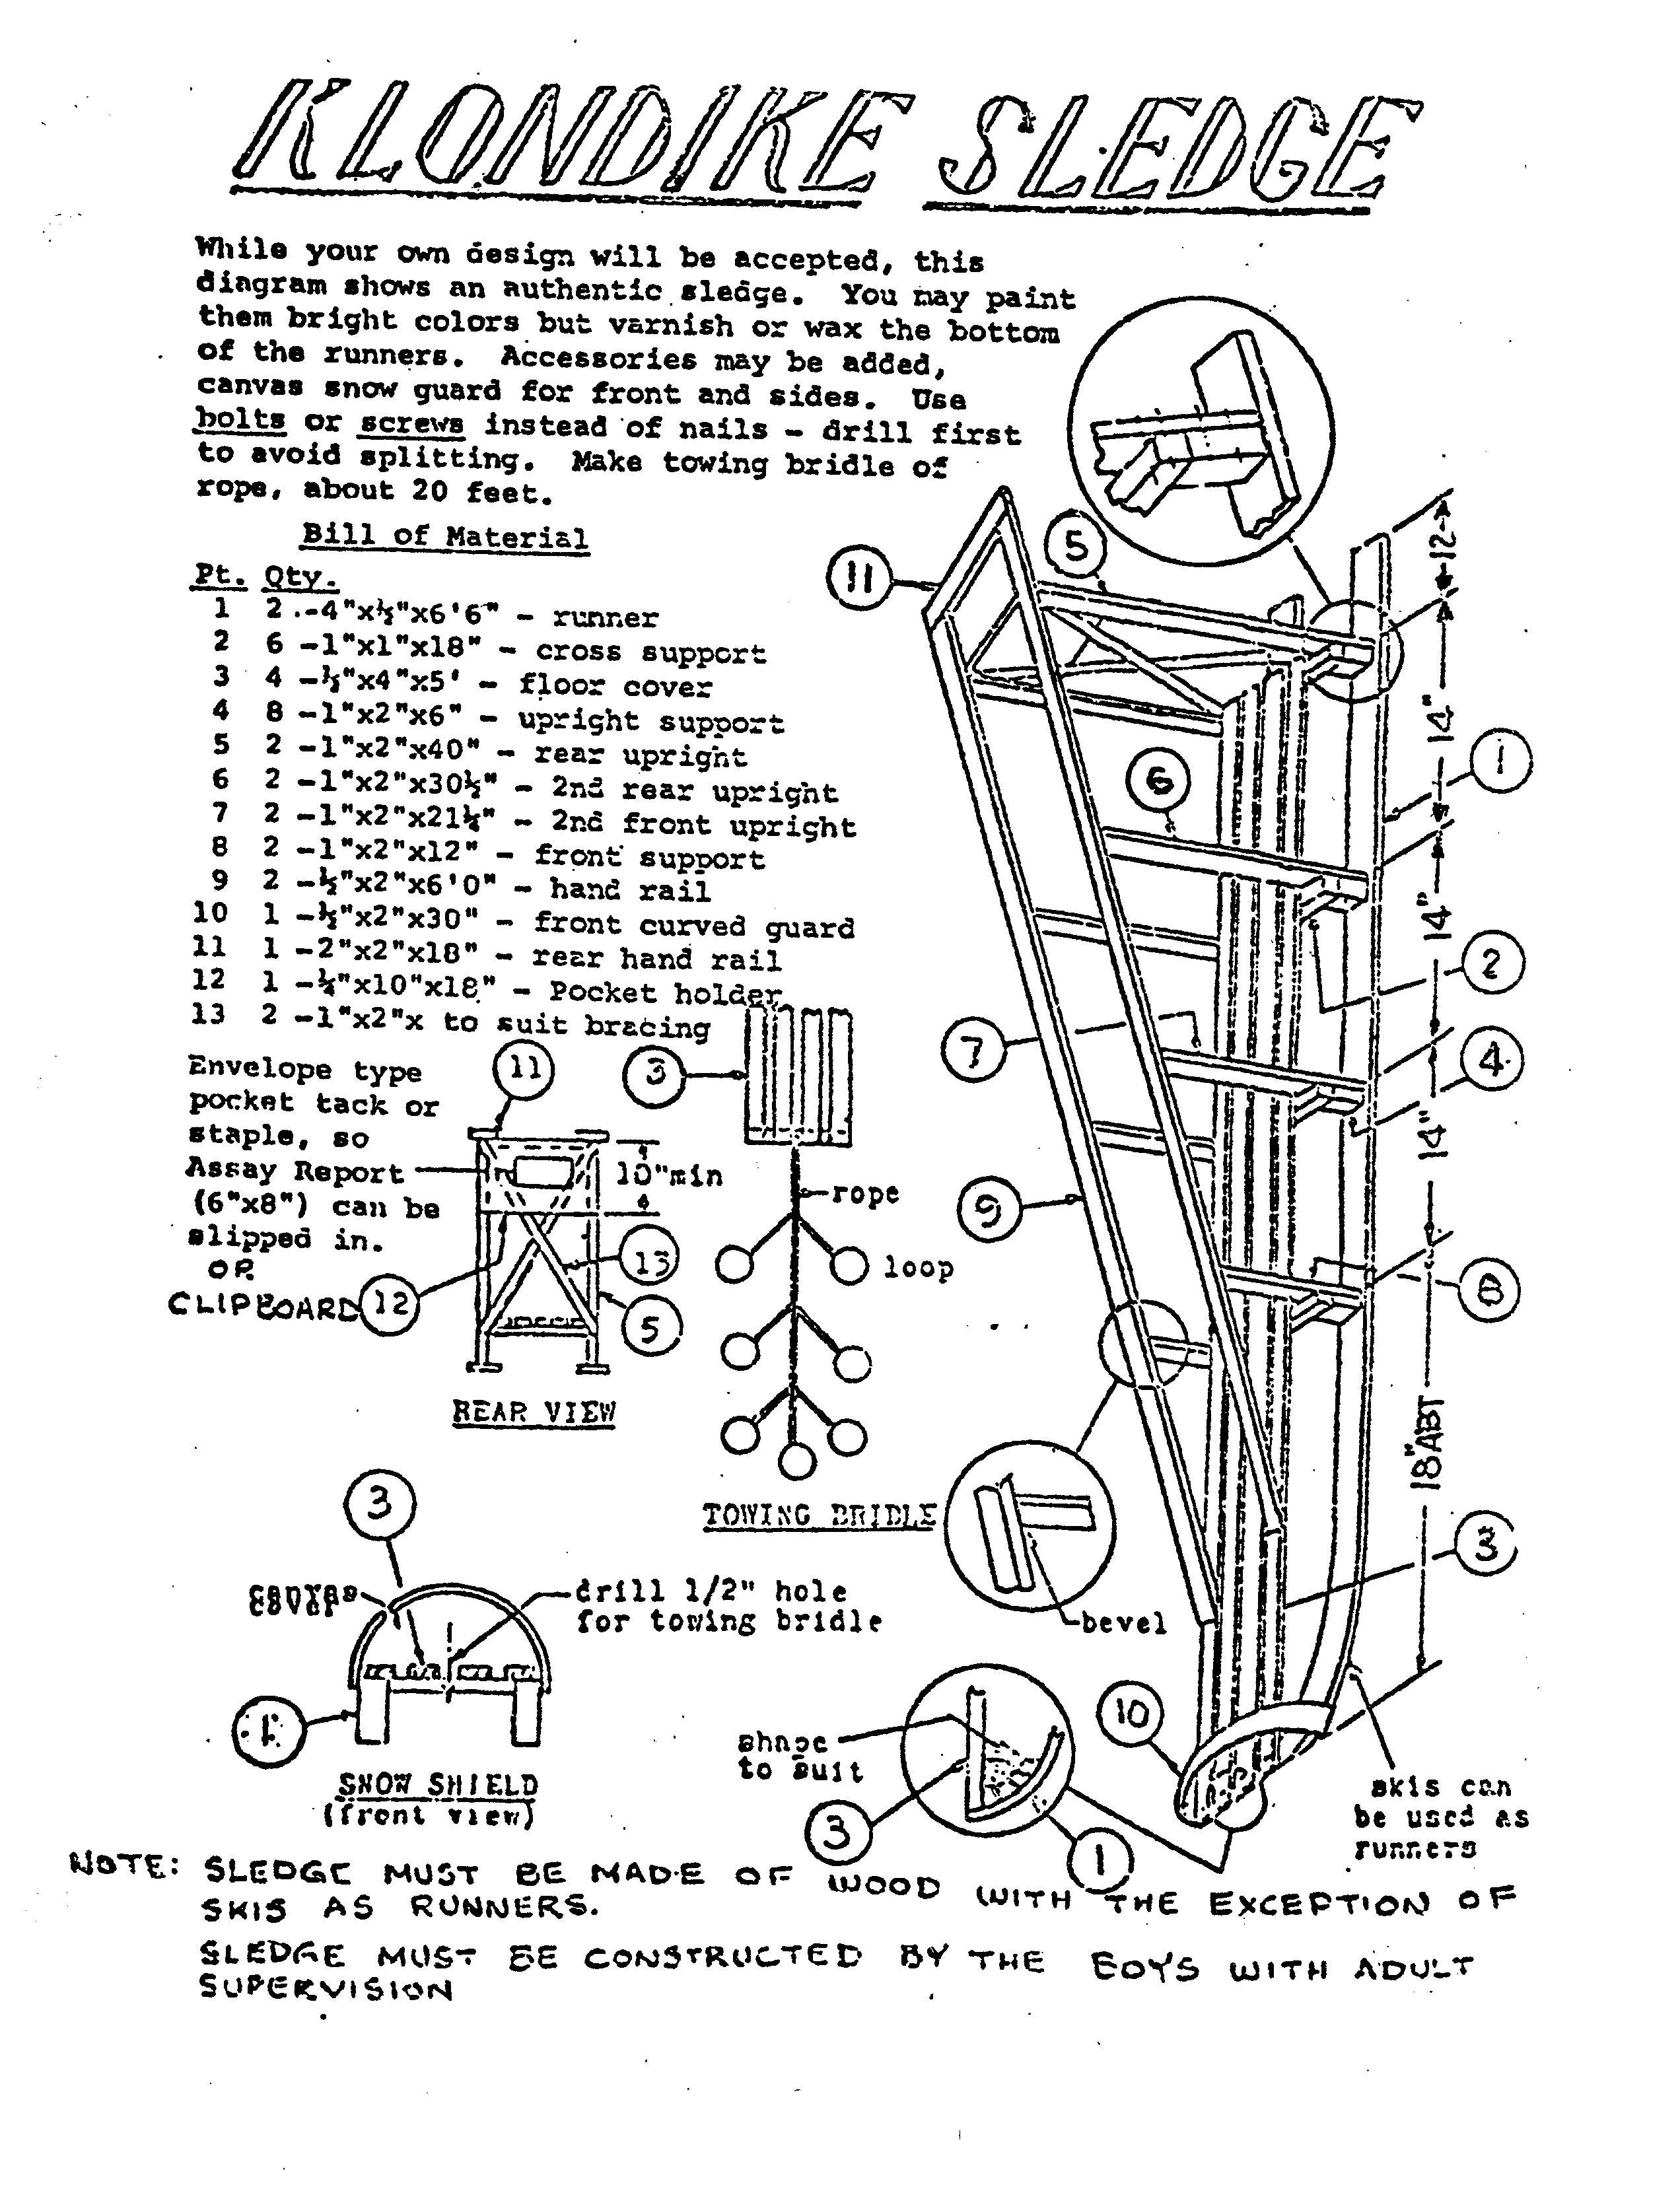 KLONDIKE SLEDGE
While your own design will be accepted, this
diagram shows an authentic sledge. You may paint
them bright colors but varnish or wax the bottom
of the runners. Accessories may be added,
canvas snow guard for front and sides. Use
bolts or screws instead of nails - drill first
to avoid splitting. Make towing bridle of
rope, about 20 feet.
Bill of Material
Pt. Qty.
1 2 -4"x½"x6'6" - runner
2 6 -1"x1"x18" - cross support
3 4 -½"x4"x5' - floor cover
4 8 -1"x2"x6" - upright support
5 2 -1"x2"x40" - rear upright
6 2 -1"x2"x30½" - 2nd rear upright
7 2 -1"x2"x21¼" - 2nd front upright
8 2 -1"x2"x12" - front support
9 2 -½"x2"x6'0" - hand rail
10 1 -½"x2"x30" - front curved guard
11 1 -2"x2"x18" - rear hand rail
12 1 -¼"x10"x18" - Pocket holder
13 2 -1"x2"x to suit bracing
Envelope type
pocket tack or
staple, so
Assay Report
(6"x8") can be
slipped in.
OR
CLIPBOARD
12
11
10"min
13
5
REAR VIEW
3
rope
loop
TOWING BRIDLE
11
5
12
14"
1
6
14"
2
7
4
14"
9
8
18"ABT
3
bevel
10
skis can
be used as
runners
3
canvas
cover
drill 1/2" hole
for towing bridle
1
SNOW SHIELD
(front view)
shape
to suit
3
1
NOTE: SLEDGE MUST BE MADE OF WOOD WITH THE EXCEPTION OF
SKIS AS RUNNERS.
SLEDGE MUST BE CONSTRUCTED BY THE BOYS WITH ADULT
SUPERVISION